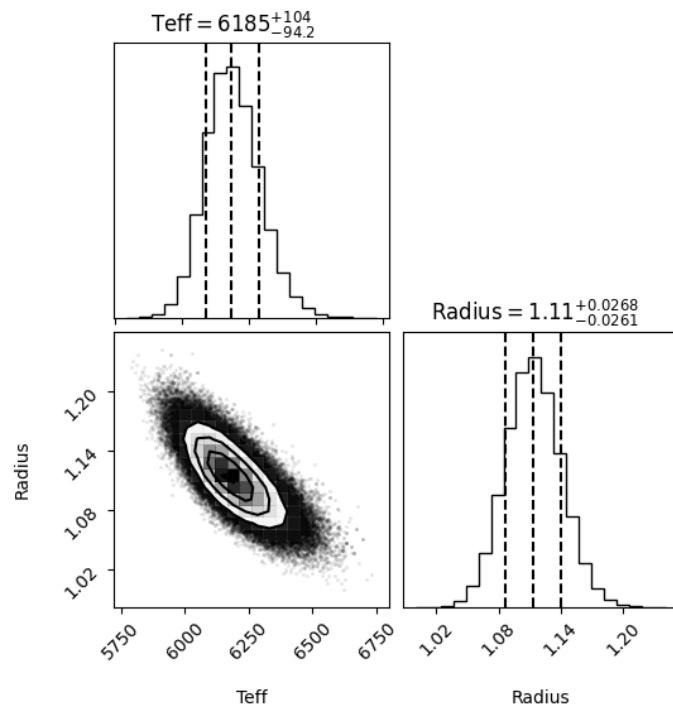 Teff = 6185 +104 −94.2
Radius = 1.11 +0.0268 −0.0261
Radius
1.20
1.14
1.08
1.02
5750 6000 6250 6500 6750
1.02 1.08 1.14 1.20
Teff
Radius